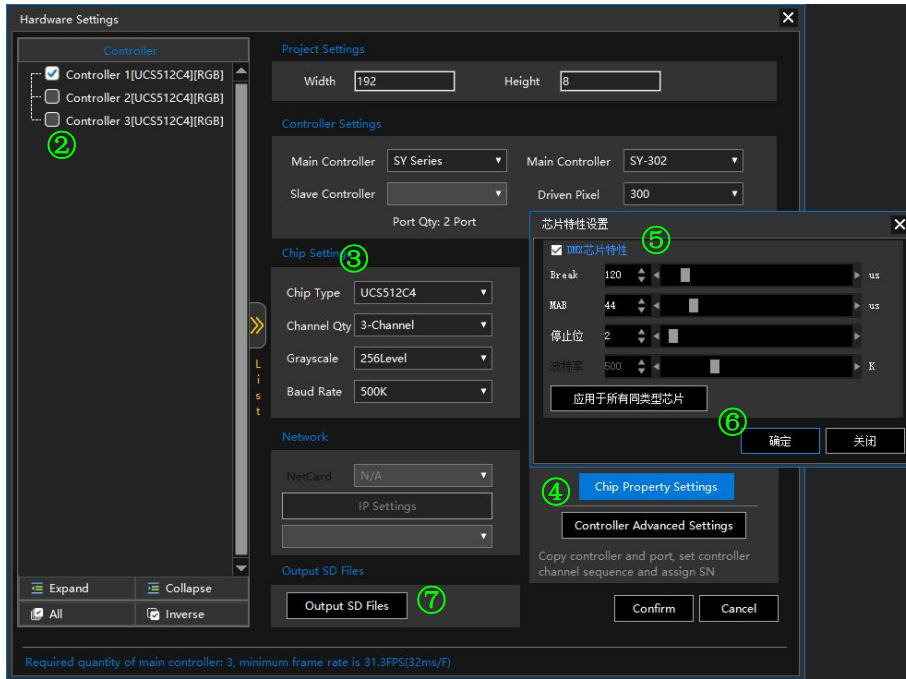 Hardware Settings
Controller
Controller 1[UCS512C4][RGB]
Controller 2[UCS512C4][RGB]
Controller 3[UCS512C4][RGB]
②
Expand
Collapse
All
Inverse
List
Project Settings
Width 192 Height 8
Controller Settings
Main Controller SY Series Main Controller SY-302
Slave Controller Driven Pixel 300
Port Qty: 2 Port
Chip Setting ③
Chip Type UCS512C4
Channel Qty 3-Channel
Grayscale 256Level
Baud Rate 500K
Network
NetCard N/A
IP Settings
Output SD Files
Output SD Files ⑦
芯片特性设置
⑤
DMX芯片特性
Break 120 us
MAB 44 us
停止位 2
波特率 500 K
应用于所有同类型芯片
⑥
确定 关闭
④ Chip Property Settings
Controller Advanced Settings
Copy controller and port, set controller
channel sequence and assign SN
Confirm Cancel
Required quantity of main controller: 3, minimum frame rate is 31.3FPS(32ms/F)